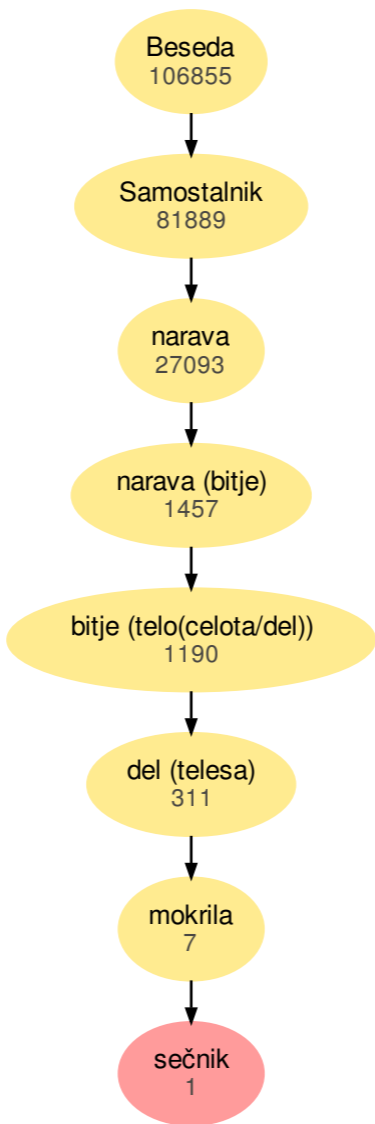 Beseda
106855
Samostalnik
81889
narava
27093
narava (bitje)
1457
bitje (telo(celota/del))
1190
del (telesa)
311
mokrila
7
sečnik
1